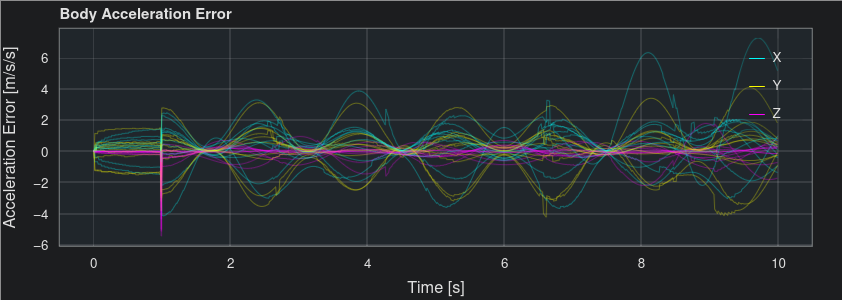 Body Acceleration Error
Acceleration Error [m/s/s]
6
4
2
0
−2
−4
−6
X
Y
Z
0 2 4 6 8 10
Time [s]